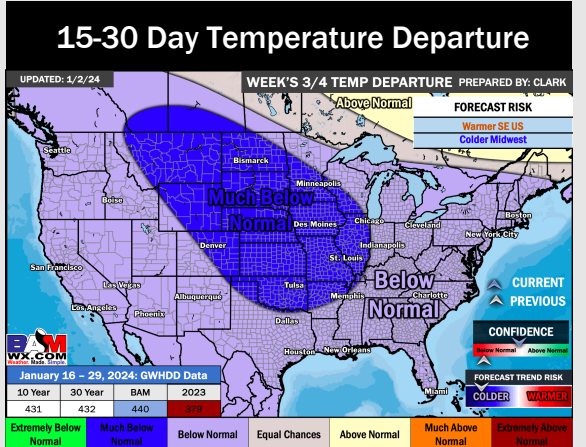 15-30 Day Temperature Departure
UPDATED: 1/2/24
WEEK'S 3/4 TEMP DEPARTURE PREPARED BY: CLARK
Above Normal
FORECAST RISK
Warmer SE US
Colder Midwest
Seattle
Bismarck
Minneapolis
Boise
Much Below
Normal
Des Moines
Chicago
Cleveland
Boston
New York City
Indianapolis
Denver
St. Louis
San Francisco
Las Vegas
Tulsa
Below
Normal
CURRENT
PREVIOUS
Los Angeles
Albuquerque
Memphis
Charlotte
Phoenix
Dallas
CONFIDENCE
Below Normal
Above Normal
Houston
New Orleans
BAM
WX.COM
Weather. Made. Simple.
FORECAST TREND RISK
COLDER
WARMER
Miami
January 16 – 29, 2024: GWHDD Data
10 Year 30 Year BAM 2023
431 432 440 379
Extremely Below Normal
Much Below Normal
Below Normal
Equal Chances
Above Normal
Much Above Normal
Extremely Above Normal